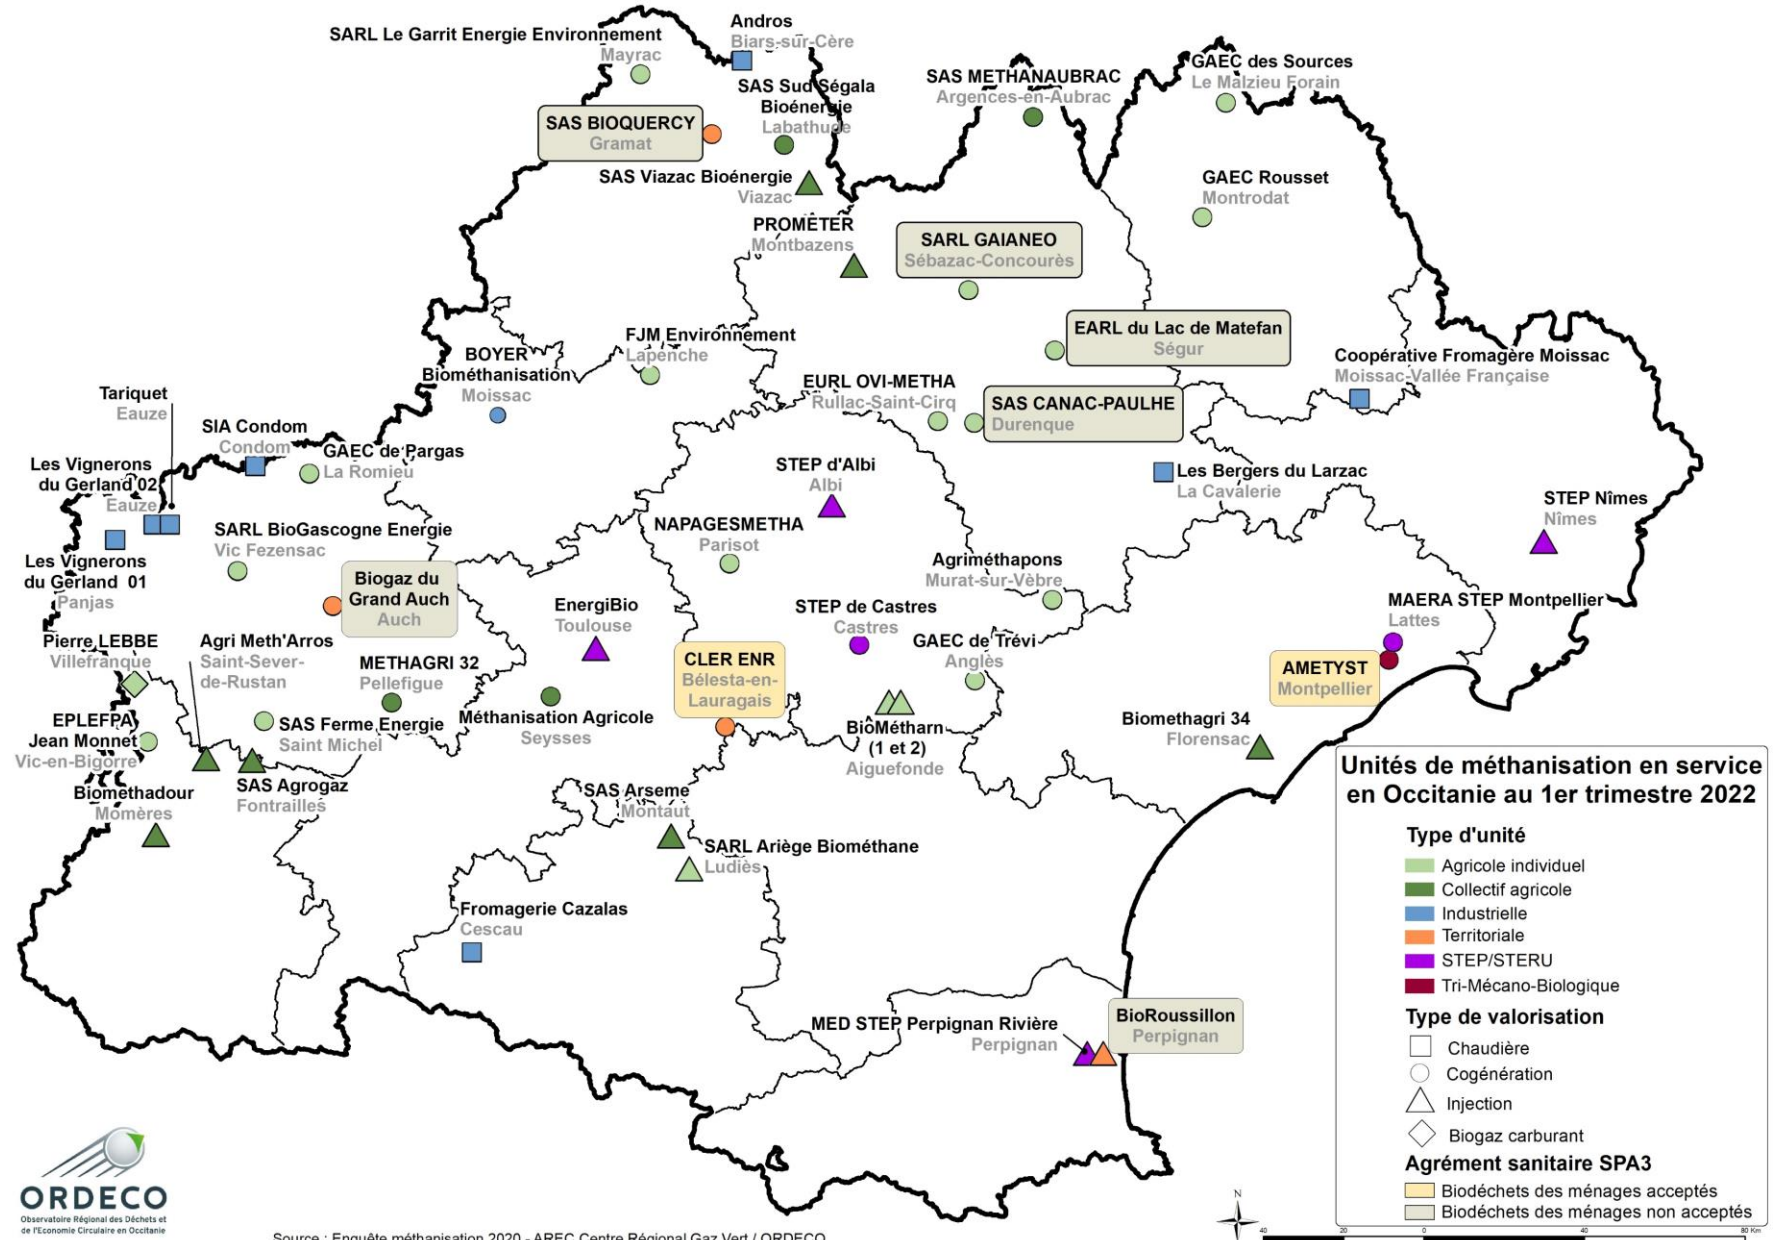 SARL Le Garrit Energie Environnement
Mayrac
Andros
Biars-sur-Cère
SAS Sud Ségala
Bioénergie
Labathude
SAS METHANAUBRAC
Argences-en-Aubrac
GAEC des Sources
Le Malzieu Forain
SAS BIOQUERCY
Gramat
SAS Viazac Bioénergie
Viazac
GAEC Rousset
Montrodat
PROMETER
Montbazens
SARL GAIANEO
Sébazac-Concourès
EARL du Lac de Matefan
Ségur
FJM Environnement
Lapenche
BOYER
Biométhanisation
Moissac
Coopérative Fromagère Moissac
Moissac-Vallée Française
EURL OVI-METHA
Rullac-Saint-Cirq
SAS CANAC-PAULHE
Durenque
Tariquet
Eauze
SIA Condom
Condom
GAEC de Pargas
La Romieu
Les Vignerons
du Gerland 02
Eauze
STEP d'Albi
Albi
Les Bergers du Larzac
La Cavalerie
STEP Nîmes
Nîmes
SARL BioGascogne Energie
Vic Fezensac
NAPAGESMETHA
Parisot
Les Vignerons
du Gerland 01
Panjas
Agriméthapons
Murat-sur-Vèbre
Biogaz du
Grand Auch
Auch
EnergiBio
Toulouse
STEP de Castres
Castres
MAERA STEP Montpellier
Lattes
Pierre LEBBE
Villefranque
Agri Meth'Arros
Saint-Sever-
de-Rustan
METHAGRI 32
Pellefigue
CLER ENR
Bélesta-en-
Lauragais
GAEC de Trévi
Anglès
AMETYST
Montpellier
EPLEFPA
Jean Monnet
Vic-en-Bigorre
SAS Ferme Energie
Saint Michel
Méthanisation Agricole
Seysses
BioMétharn
(1 et 2)
Aiguefonde
Biomethagri 34
Florensac
Biométhadour
Momères
SAS Agrogaz
Fontrailles
SAS Arseme
Montaut
SARL Ariège Biométhane
Ludiès
Fromagerie Cazalas
Cescau
MED STEP Perpignan Rivière
Perpignan
BioRoussillon
Perpignan
Unités de méthanisation en service
en Occitanie au 1er trimestre 2022
Type d'unité
Agricole individuel
Collectif agricole
Industrielle
Territoriale
STEP/STERU
Tri-Mécano-Biologique
Type de valorisation
Chaudière
Cogénération
Injection
Biogaz carburant
Agrément sanitaire SPA3
Biodéchets des ménages acceptés
Biodéchets des ménages non acceptés
ORDECO
Observatoire Régional des Déchets et
de l'Economie Circulaire en Occitanie
Source : Enquête méthanisation 2020 - AREC Centre Régional Gaz Vert / ORDECO
N
40 20 0 40 80 Km